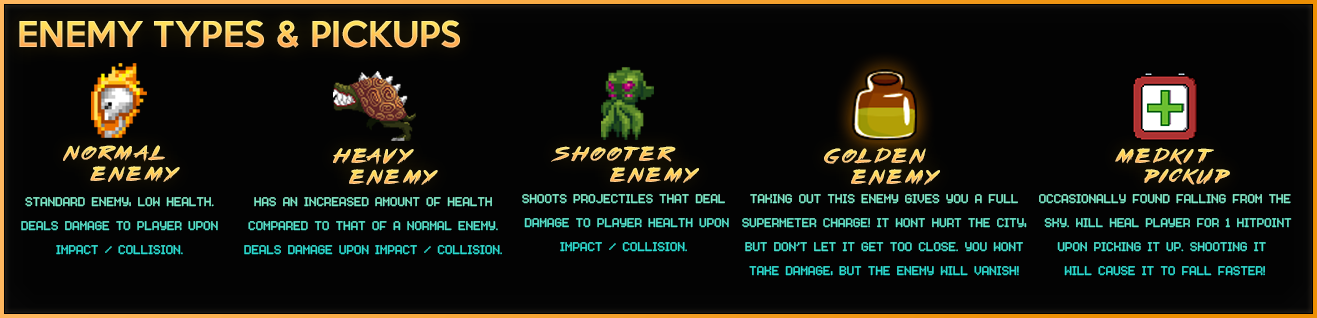 ENEMY TYPES & PICKUPS
NORMAL
ENEMY
STANDARD ENEMY, LOW HEALTH.
DEALS DAMAGE TO PLAYER UPON
IMPACT / COLLISION.
HEAVY
ENEMY
HAS AN INCREASED AMOUNT OF HEALTH
COMPARED TO THAT OF A NORMAL ENEMY.
DEALS DAMAGE UPON IMPACT / COLLISION.
SHOOTER
ENEMY
SHOOTS PROJECTILES THAT DEAL
DAMAGE TO PLAYER HEALTH UPON
IMPACT / COLLISION.
GOLDEN
ENEMY
TAKING OUT THIS ENEMY GIVES YOU A FULL
SUPERMETER CHARGE! IT WONT HURT THE CITY,
BUT DON'T LET IT GET TOO CLOSE. YOU WONT
TAKE DAMAGE, BUT THE ENEMY WILL VANISH!
MEDKIT
PICKUP
OCCASIONALLY FOUND FALLING FROM THE
SKY. WILL HEAL PLAYER FOR 1 HITPOINT
UPON PICKING IT UP. SHOOTING IT
WILL CAUSE IT TO FALL FASTER!